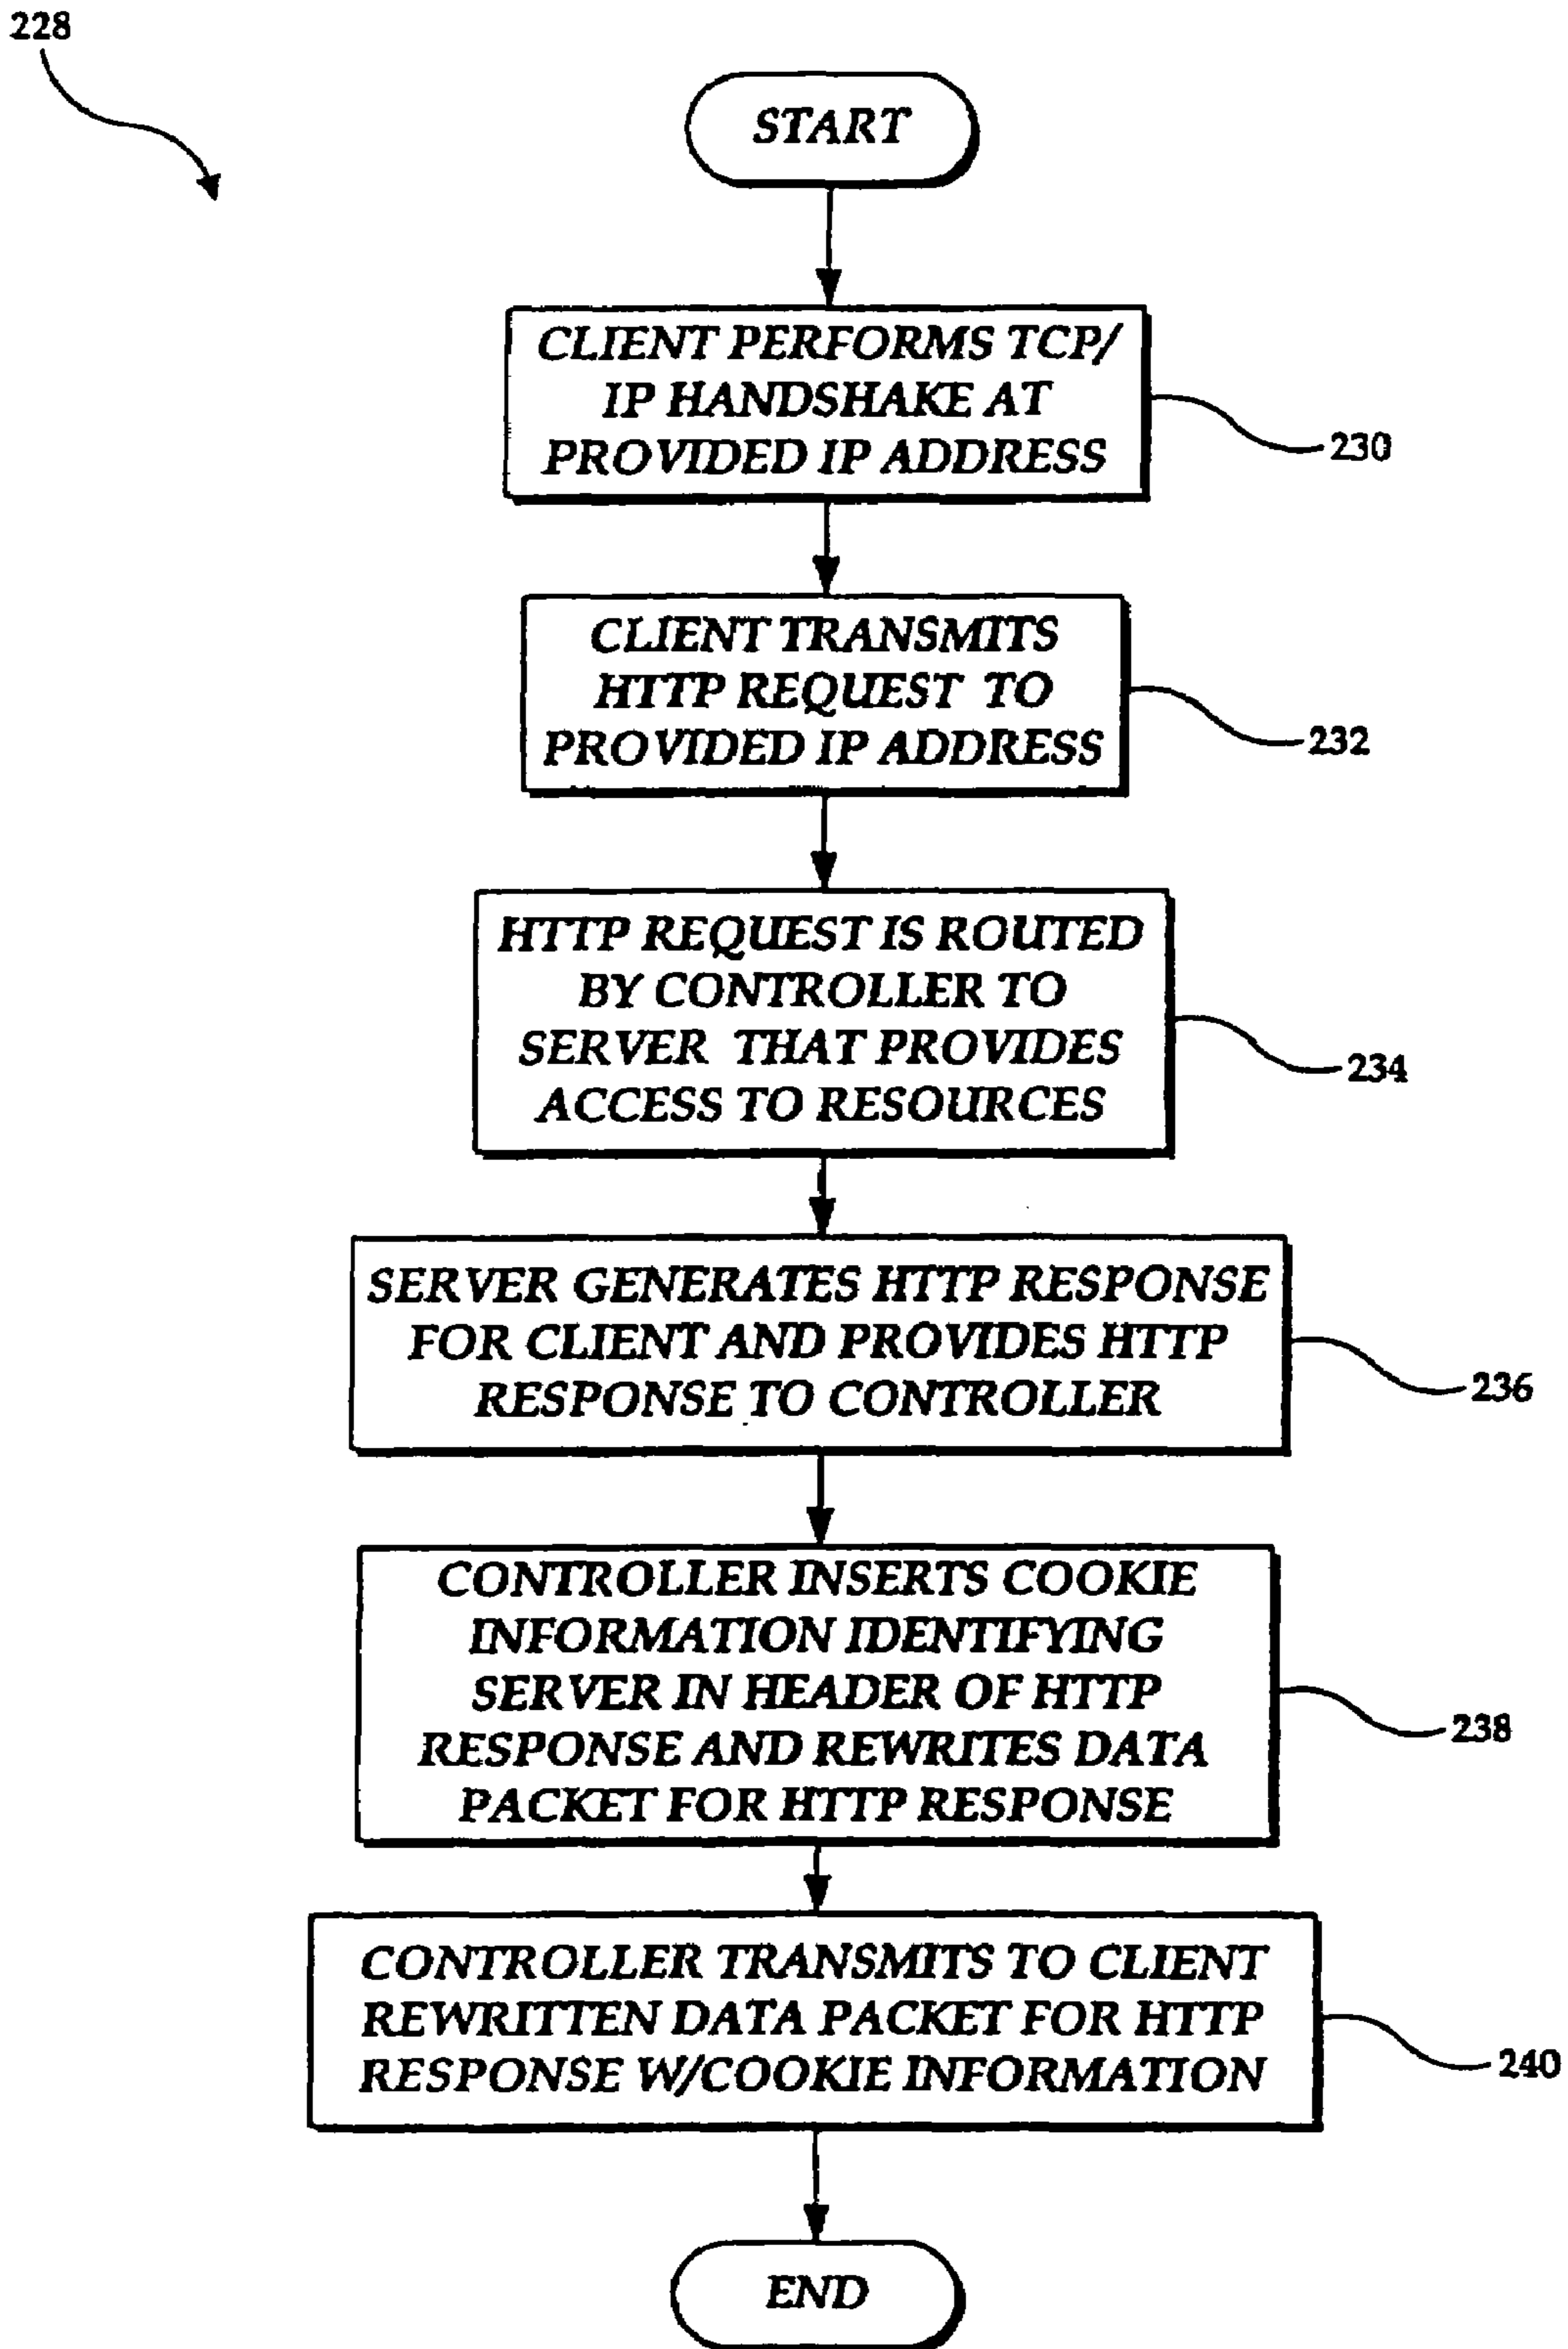 228
START
CLIENT PERFORMS TCP/
IP HANDSHAKE AT
PROVIDED IP ADDRESS
230
CLIENT TRANSMITS
HTTP REQUEST TO
PROVIDED IP ADDRESS
232
HTTP REQUEST IS ROUTED
BY CONTROLLER TO
SERVER THAT PROVIDES
ACCESS TO RESOURCES
234
SERVER GENERATES HTTP RESPONSE
FOR CLIENT AND PROVIDES HTTP
RESPONSE TO CONTROLLER
236
CONTROLLER INSERTS COOKIE
INFORMATION IDENTIFYING
SERVER IN HEADER OF HTTP
RESPONSE AND REWRITES DATA
PACKET FOR HTTP RESPONSE
238
CONTROLLER TRANSMITS TO CLIENT
REWRITTEN DATA PACKET FOR HTTP
RESPONSE W/COOKIE INFORMATION
240
END